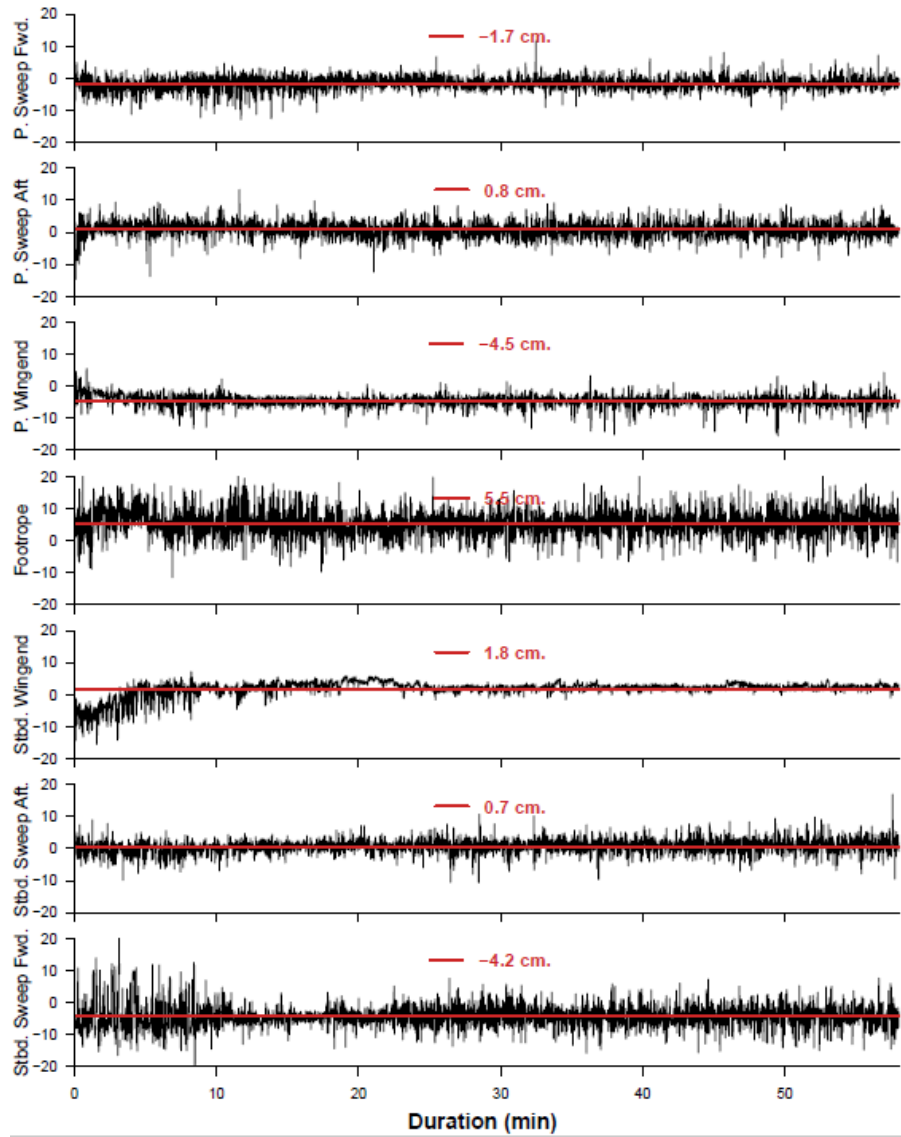 P. Sweep Fwd.
20
10
0
−10
−20
−1.7 cm.
P. Sweep Aft
20
10
0
−10
−20
0.8 cm.
P. Wingend
20
10
0
−10
−20
−4.5 cm.
Footrope
20
10
0
−10
−20
5.5 cm.
Stbd. Wingend
20
10
0
−10
−20
1.8 cm.
Stbd. Sweep Aft.
20
10
0
−10
−20
0.7 cm.
Stbd. Sweep Fwd.
20
10
0
−10
−20
−4.2 cm.
0 10 20 30 40 50
Duration (min)